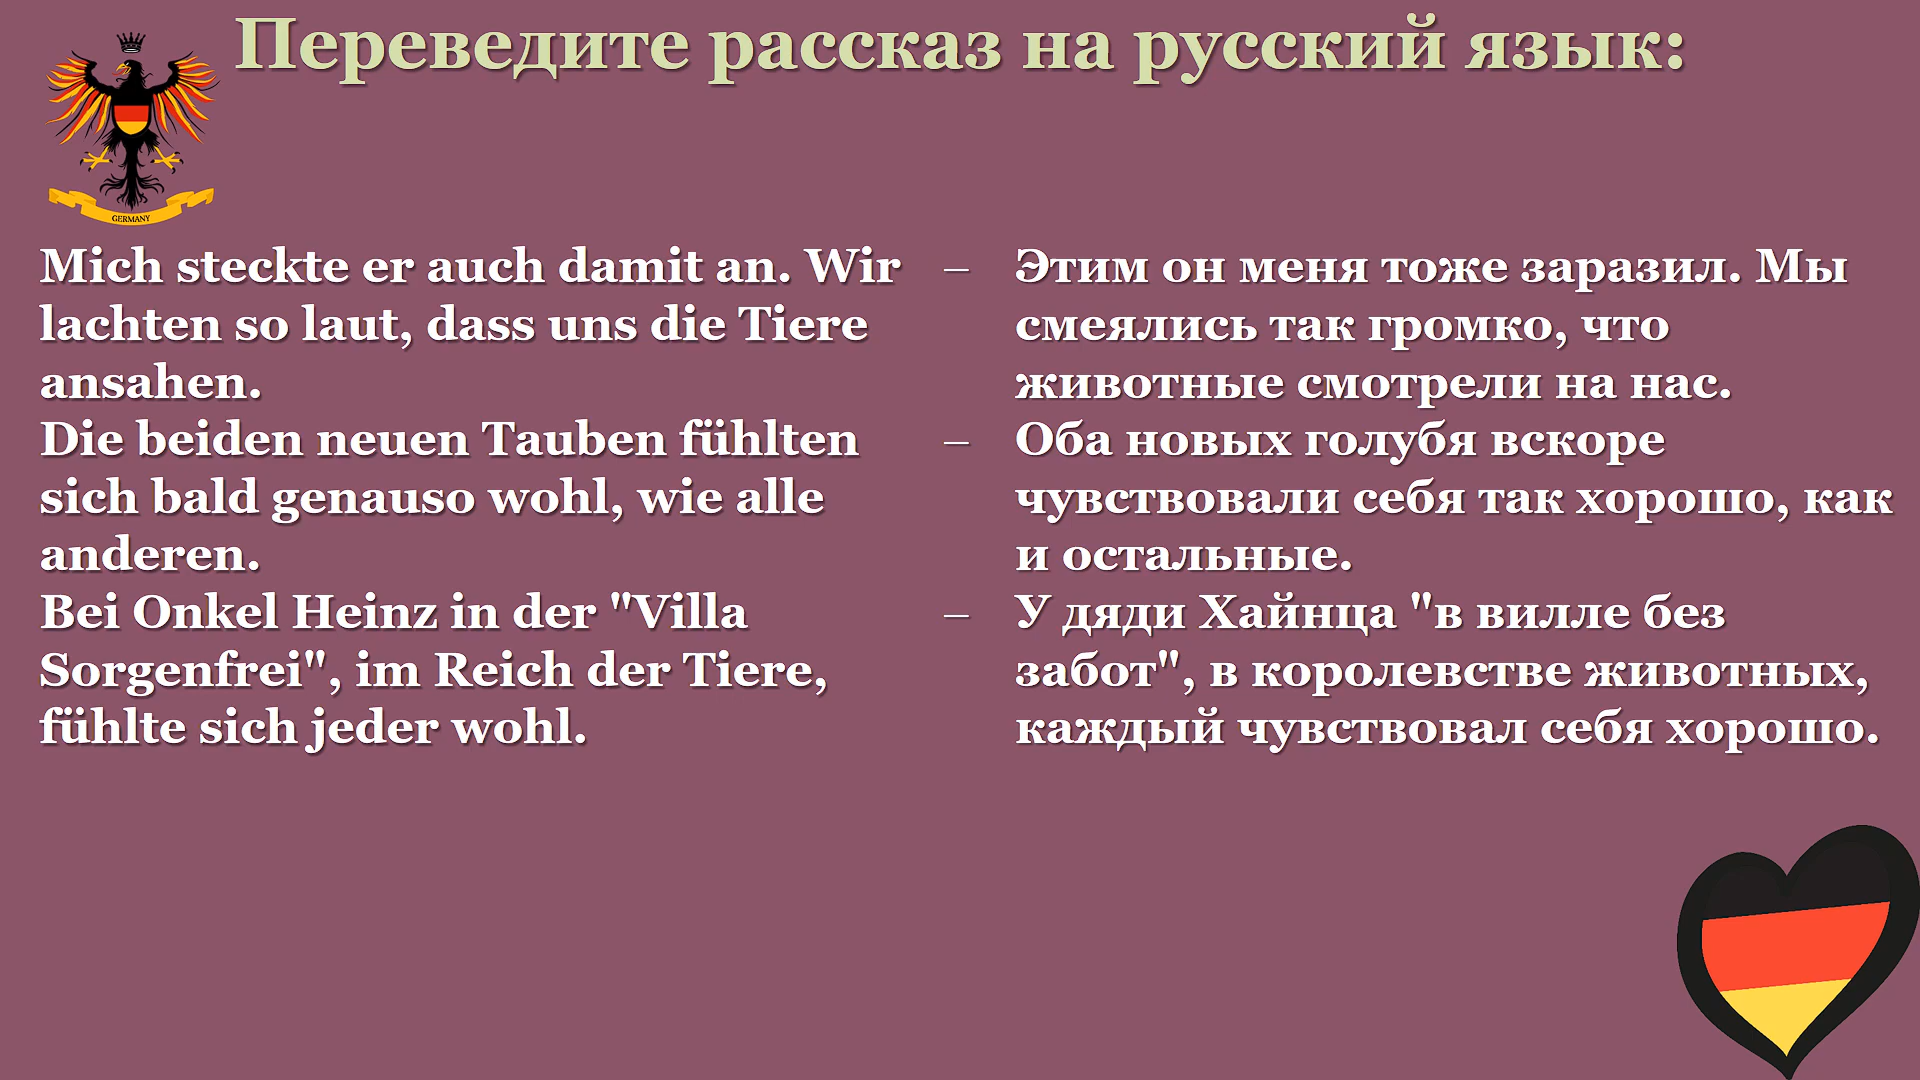 Переведите рассказ на русский язык:
GERMANY
Mich steckte er auch damit an. Wir
lachten so laut, dass uns die Tiere
ansahen.
Die beiden neuen Tauben fühlten
sich bald genauso wohl, wie alle
anderen.
Bei Onkel Heinz in der "Villa
Sorgenfrei", im Reich der Tiere,
fühlte sich jeder wohl.
– Этим он меня тоже заразил. Мы
смеялись так громко, что
животные смотрели на нас.
– Оба новых голубя вскоре
чувствовали себя так хорошо, как
и остальные.
– У дяди Хайнца "в вилле без
забот", в королевстве животных,
каждый чувствовал себя хорошо.